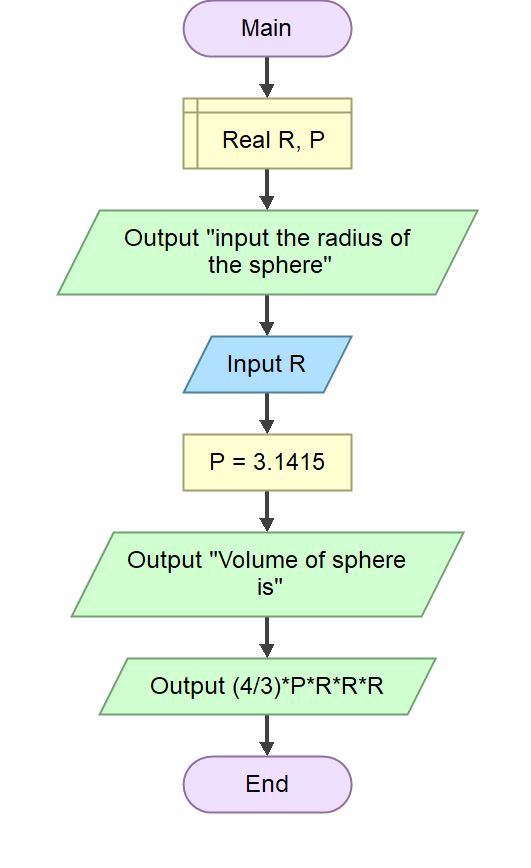 Main
Real R, P
Output "input the radius of
the sphere"
Input R
P = 3.1415
Output "Volume of sphere
is"
Output (4/3)*P*R*R*R
End